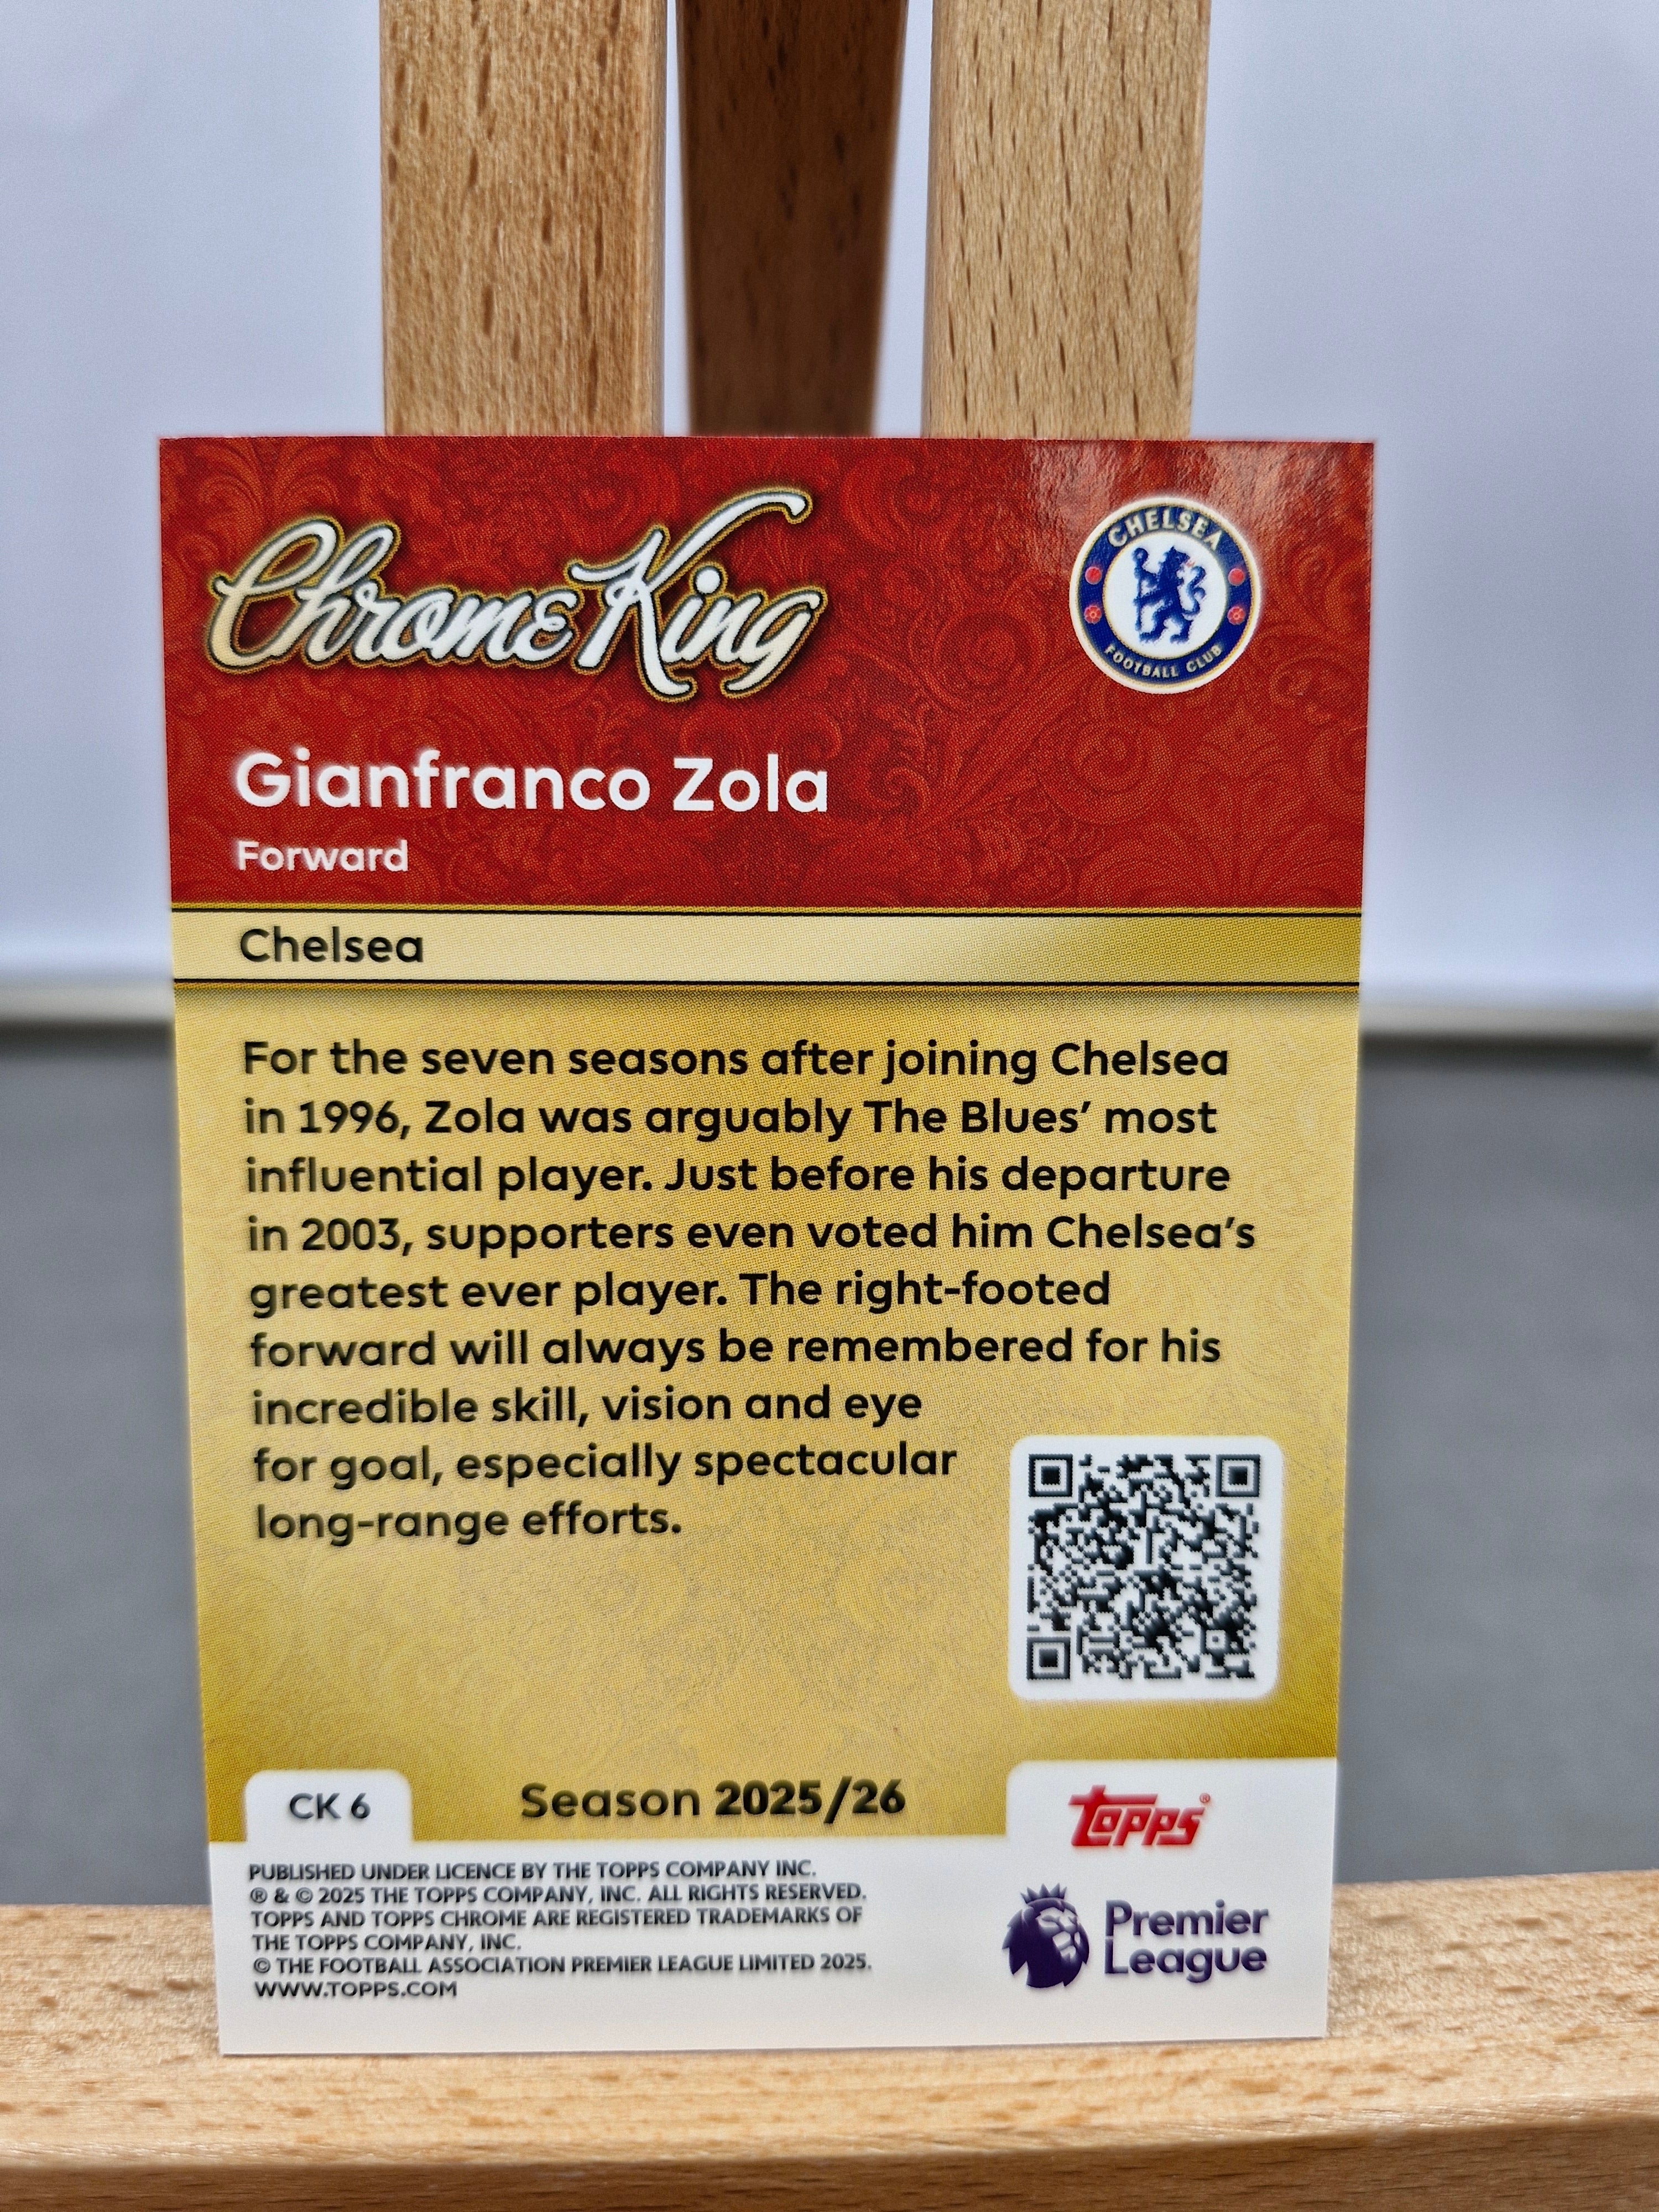 Chrome King
CHELSEA
FOOTBALL CLUB
Gianfranco Zola
Forward
Chelsea
For the seven seasons after joining Chelsea
in 1996, Zola was arguably The Blues’ most
influential player. Just before his departure
in 2003, supporters even voted him Chelsea’s
greatest ever player. The right-footed
forward will always be remembered for his
incredible skill, vision and eye
for goal, especially spectacular
long-range efforts.
CK 6
Season 2025/26
topps®
PUBLISHED UNDER LICENCE BY THE TOPPS COMPANY INC.
® & © 2025 THE TOPPS COMPANY, INC. ALL RIGHTS RESERVED.
TOPPS AND TOPPS CHROME ARE REGISTERED TRADEMARKS OF
THE TOPPS COMPANY, INC.
© THE FOOTBALL ASSOCIATION PREMIER LEAGUE LIMITED 2025.
WWW.TOPPS.COM
Premier
League